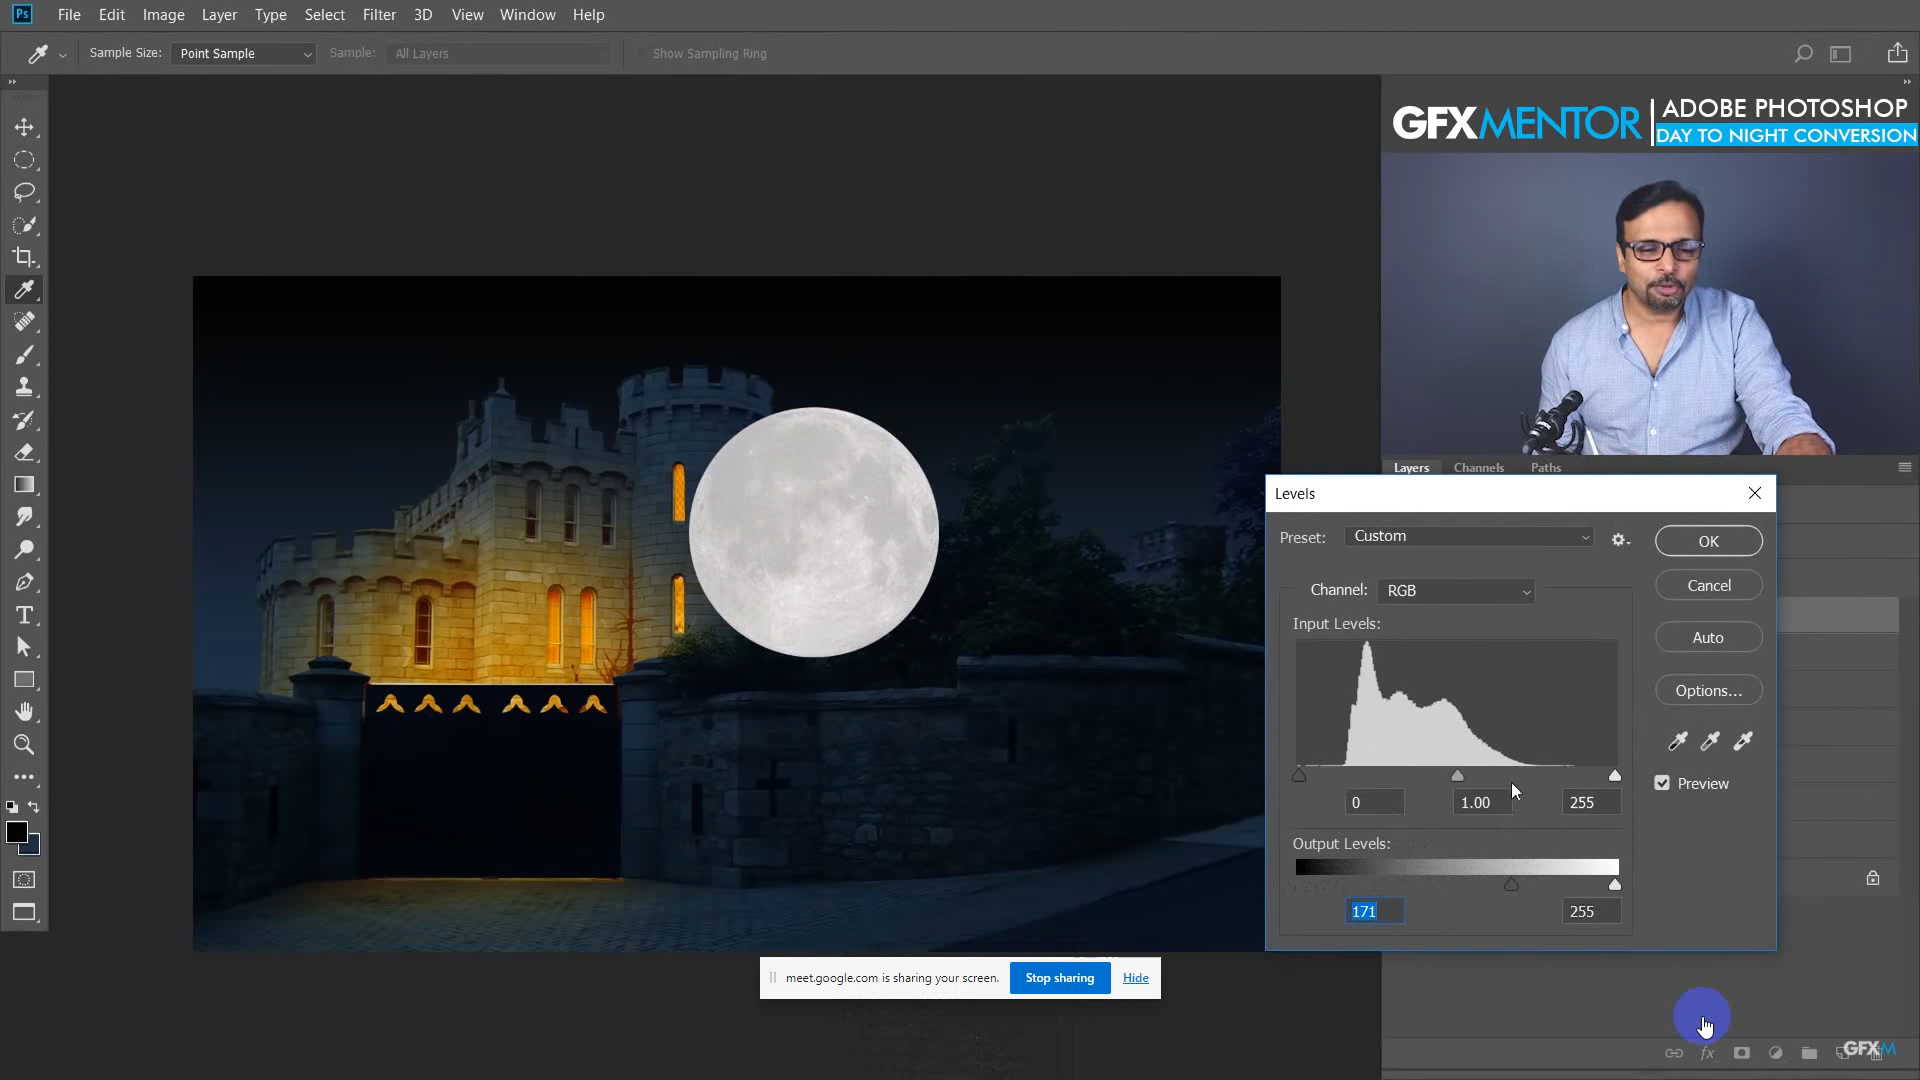 Ps File Edit Image Layer Type Select Filter 3D View Window Help
Sample Size: Point Sample Sample: All Layers Show Sampling Ring
GFXMENTOR ADOBE PHOTOSHOP
DAY TO NIGHT CONVERSION
Layers Channels Paths
Levels
Preset: Custom
OK
Channel: RGB
Cancel
Input Levels:
Auto
Options...
Preview
0 1.00 255
Output Levels:
171 255
meet.google.com is sharing your screen. Stop sharing Hide
fx
GFXM